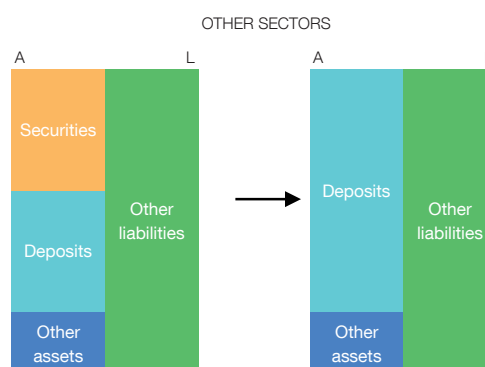 OTHER SECTORS
A
L
Securities
Deposits
Other
assets
Other
liabilities
A
Deposits
Other
assets
Other
liabilities